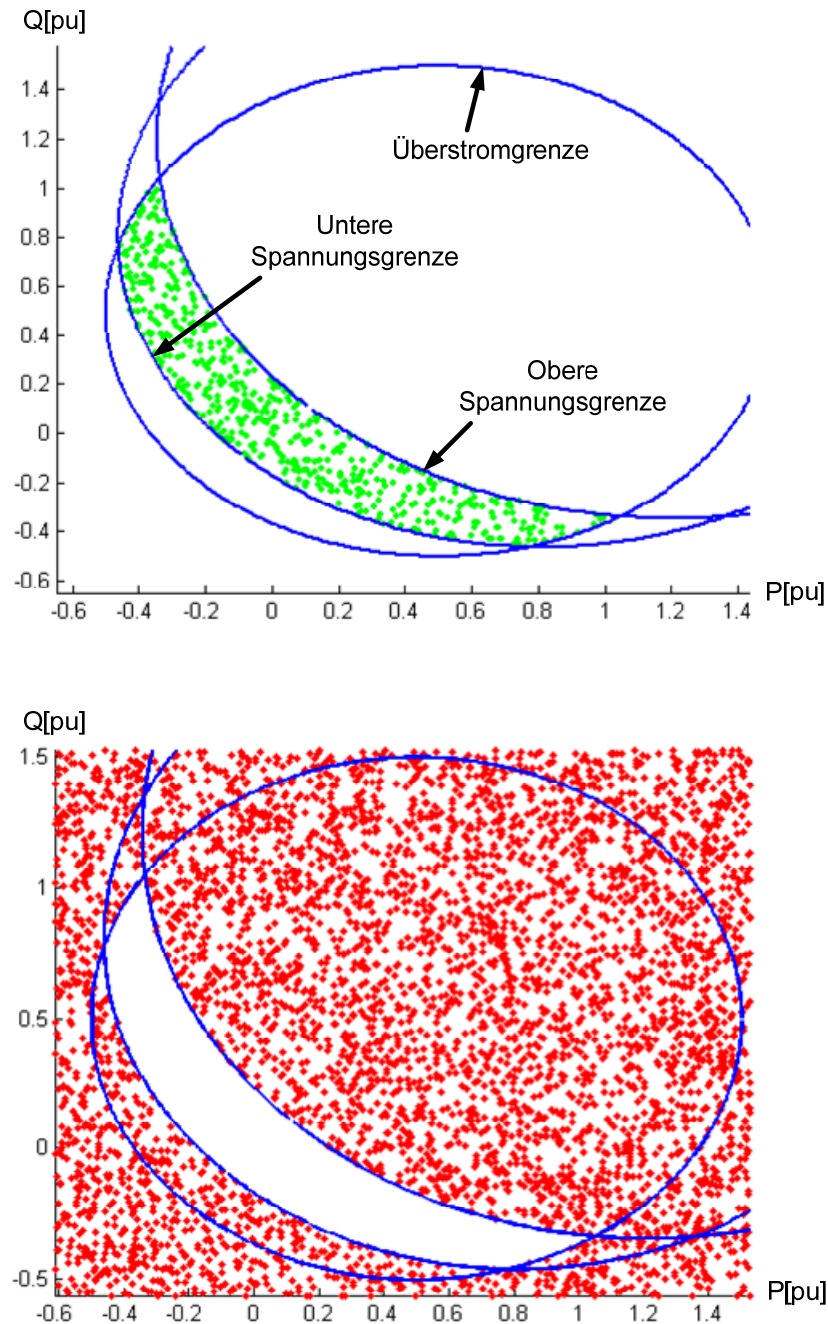 Q[pu]
1.4
1.2
Überstromgrenze
1
Untere
Spannungsgrenze
0.8
0.6
0.4
Obere
Spannungsgrenze
0.2
0
-0.2
-0.4
-0.6
-0.6 -0.4 -0.2 0 0.2 0.4 0.6 0.8 1 1.2 1.4
P[pu]
Q[pu]
1.5
1
0.5
0
-0.5
-0.6 -0.4 -0.2 0 0.2 0.4 0.6 0.8 1 1.2 1.4
P[pu]